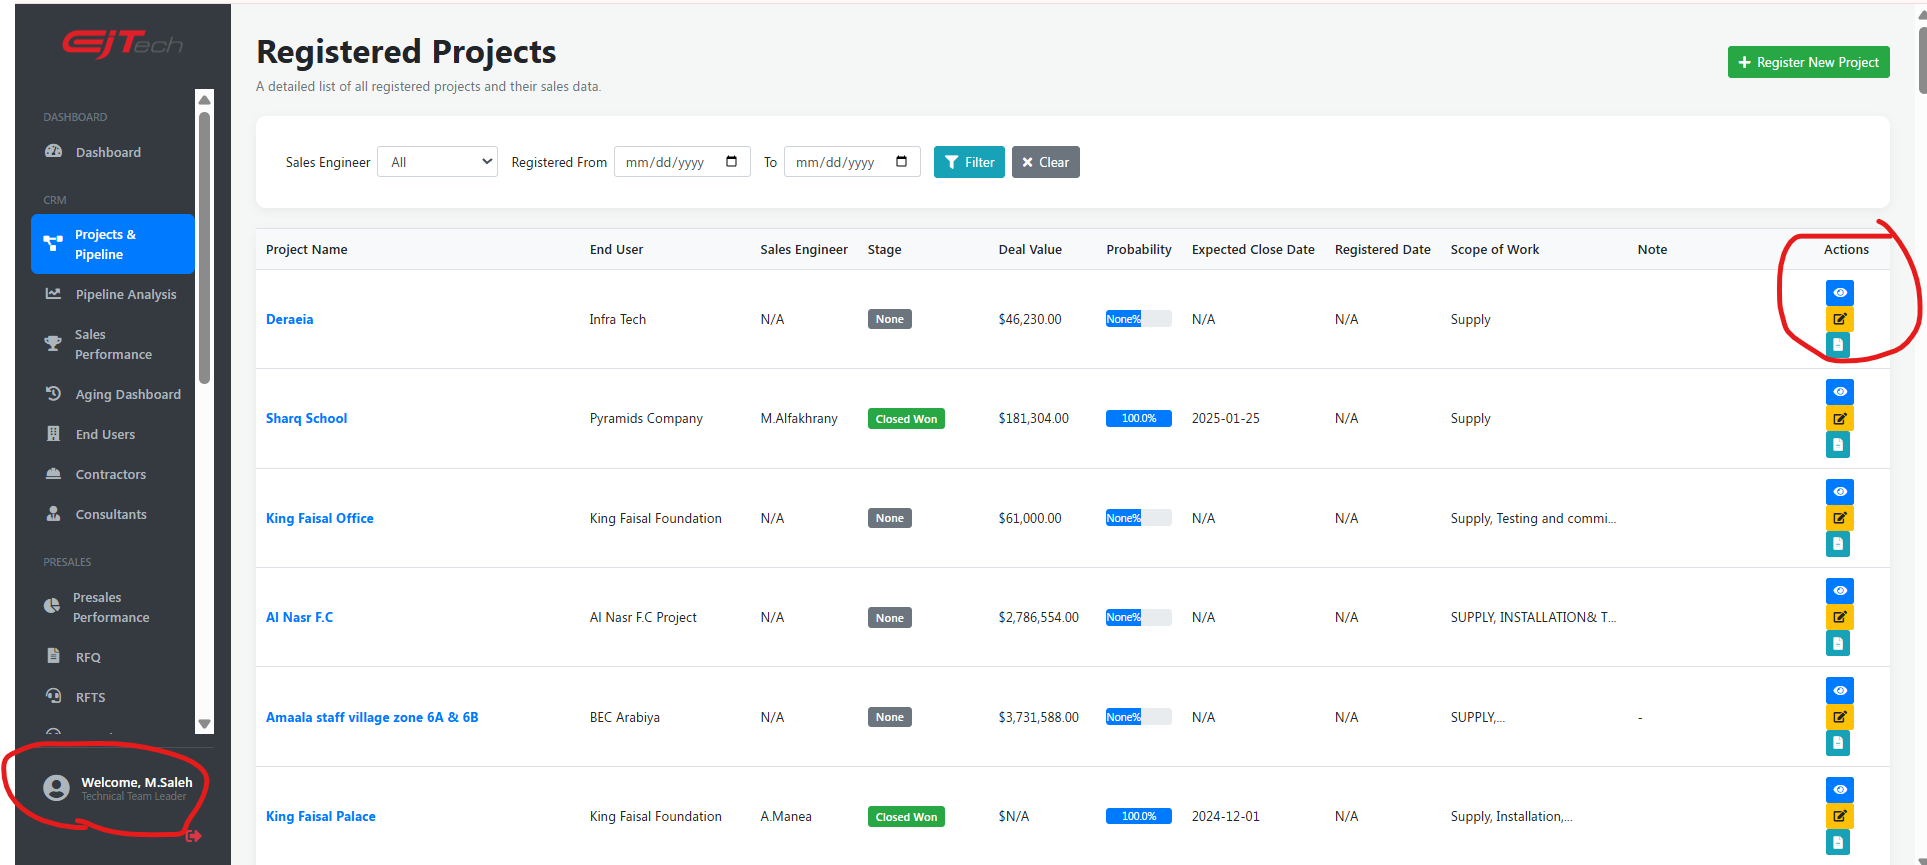 EJTech
DASHBOARD
Dashboard
CRM
Projects &
Pipeline
Pipeline Analysis
Sales
Performance
Aging Dashboard
End Users
Contractors
Consultants
PRESALES
Presales
Performance
RFQ
RFTS
Welcome, M.Saleh
Technical Team Leader
Registered Projects
A detailed list of all registered projects and their sales data.
Register New Project
Sales Engineer All Registered From mm/dd/yyyy To mm/dd/yyyy Filter Clear
Project Name End User Sales Engineer Stage Deal Value Probability Expected Close Date Registered Date Scope of Work Note Actions
Deraeia Infra Tech N/A None $46,230.00 None% N/A N/A Supply
Sharq School Pyramids Company M.Alfakhrany Closed Won $181,304.00 100.0% 2025-01-25 N/A Supply
King Faisal Office King Faisal Foundation N/A None $61,000.00 None% N/A N/A Supply, Testing and commi...
Al Nasr F.C Al Nasr F.C Project N/A None $2,786,554.00 None% N/A N/A SUPPLY, INSTALLATION& T...
Amaala staff village zone 6A & 6B BEC Arabiya N/A None $3,731,588.00 None% N/A N/A SUPPLY,... -
King Faisal Palace King Faisal Foundation A.Manea Closed Won $N/A 100.0% 2024-12-01 N/A Supply, Installation,...